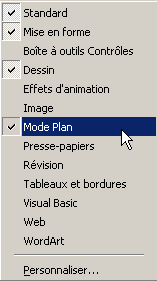 Standard
Mise en forme
Boîte à outils Contrôles
Dessin
Effets d'animation
Image
Mode Plan
Presse-papiers
Révision
Tableaux et bordures
Visual Basic
Web
WordArt
Personnaliser...